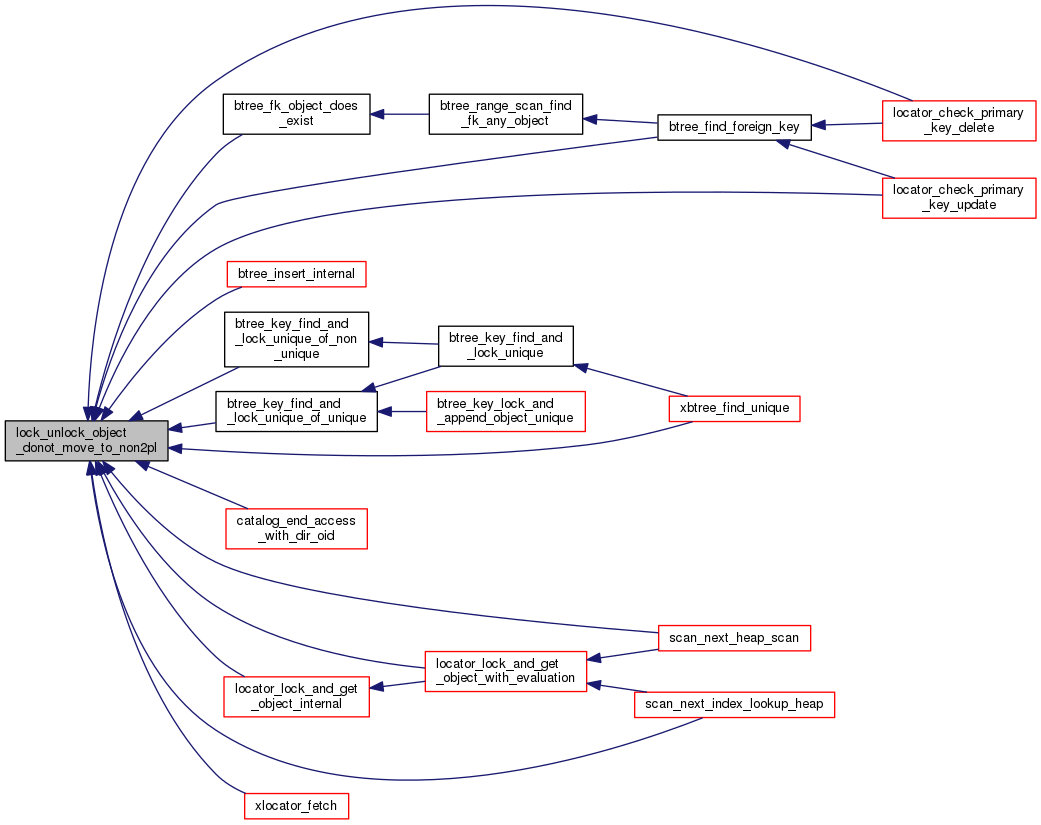 locator_check_primary
_key_delete
btree_fk_object_does
_exist
btree_range_scan_find
_fk_any_object
btree_find_foreign_key
locator_check_primary
_key_update
btree_insert_internal
btree_key_find_and
_lock_unique_of_non
_unique
btree_key_find_and
_lock_unique
btree_key_find_and
_lock_unique_of_unique
btree_key_lock_and
_append_object_unique
xbtree_find_unique
lock_unlock_object
_donot_move_to_non2pl
catalog_end_access
_with_dir_oid
scan_next_heap_scan
locator_lock_and_get
_object_with_evaluation
locator_lock_and_get
_object_internal
scan_next_index_lookup_heap
xlocator_fetch